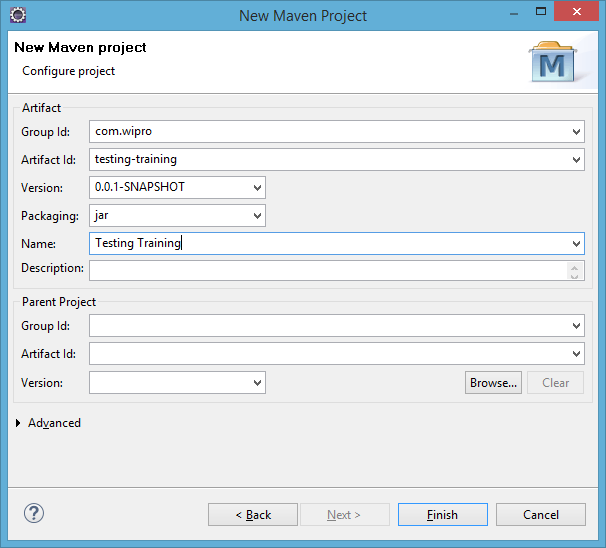 New Maven Project
New Maven project
Configure project
M
Artifact
Group Id: com.wipro
Artifact Id: testing-training
Version: 0.0.1-SNAPSHOT
Packaging: jar
Name: Testing Training
Description:
Parent Project
Group Id:
Artifact Id:
Version: Browse... Clear
Advanced
? < Back Next > Finish Cancel